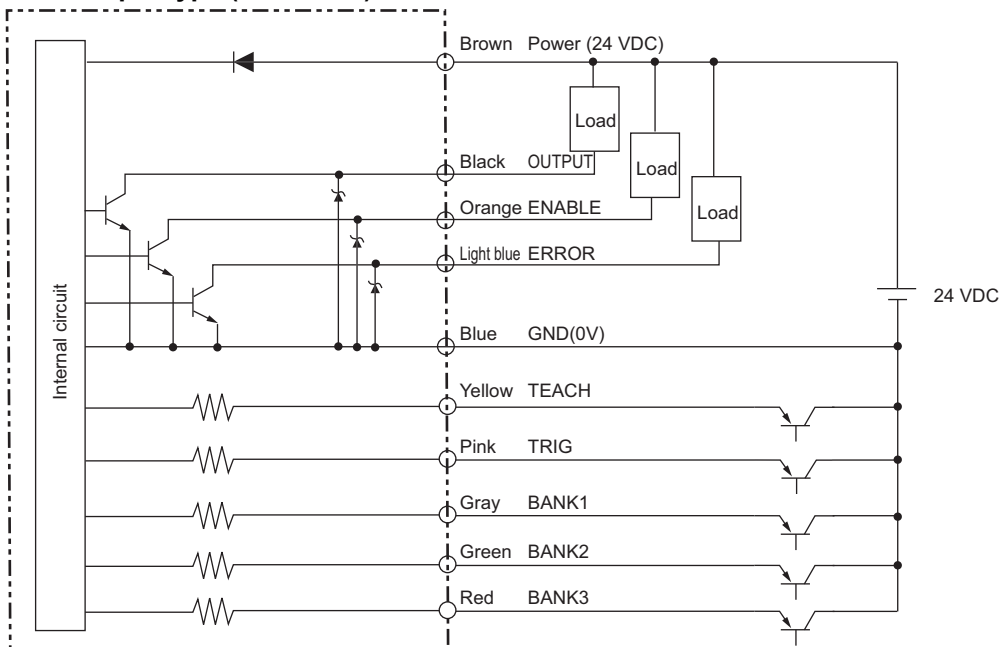 Brown Power (24 VDC)
Load
Black OUTPUT
Load
Orange ENABLE
Load
Light blue ERROR
24 VDC
Internal circuit
Blue GND(0V)
Yellow TEACH
Pink TRIG
Gray BANK1
Green BANK2
Red BANK3